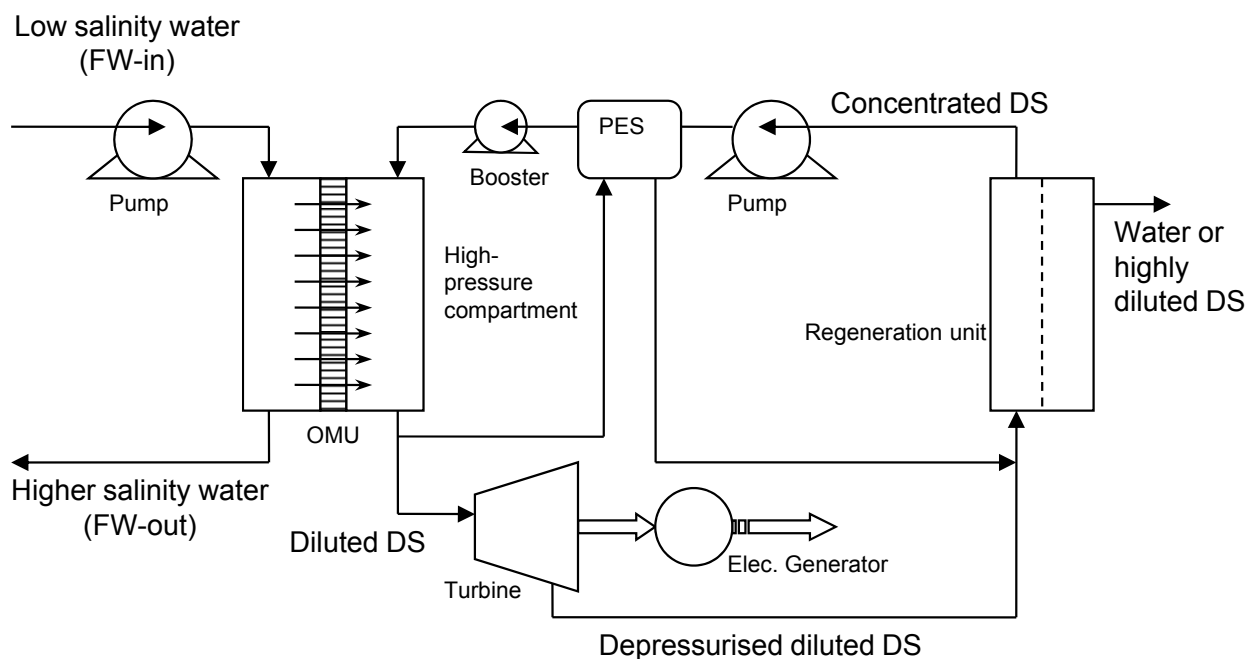 Low salinity water
(FW-in)
Pump
Booster
PES
Pump
Concentrated DS
High-
pressure
compartment
Regeneration unit
Water or
highly
diluted DS
OMU
Higher salinity water
(FW-out)
Diluted DS
Turbine
Elec. Generator
Depressurised diluted DS